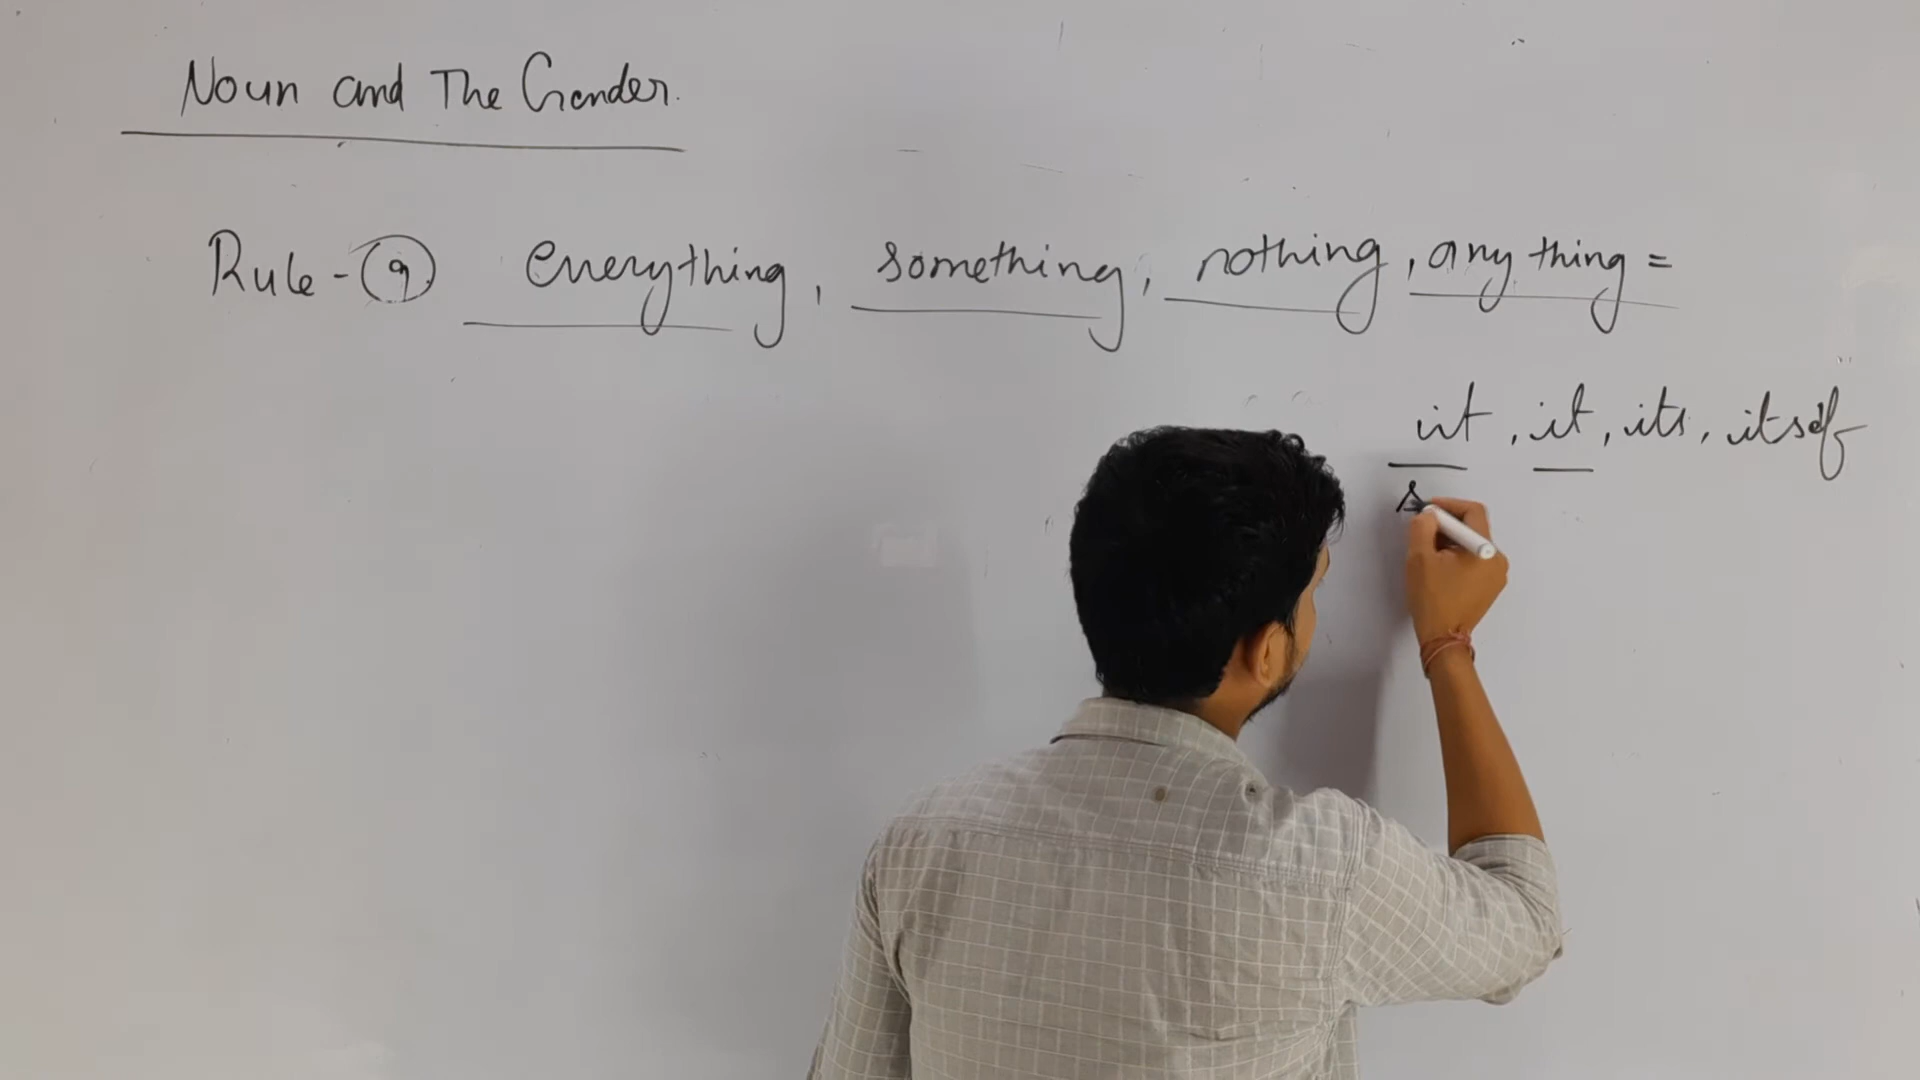 Noun and The Gender.
Rule - 9 everything, something, nothing, anything =
it, it, its, itself
s